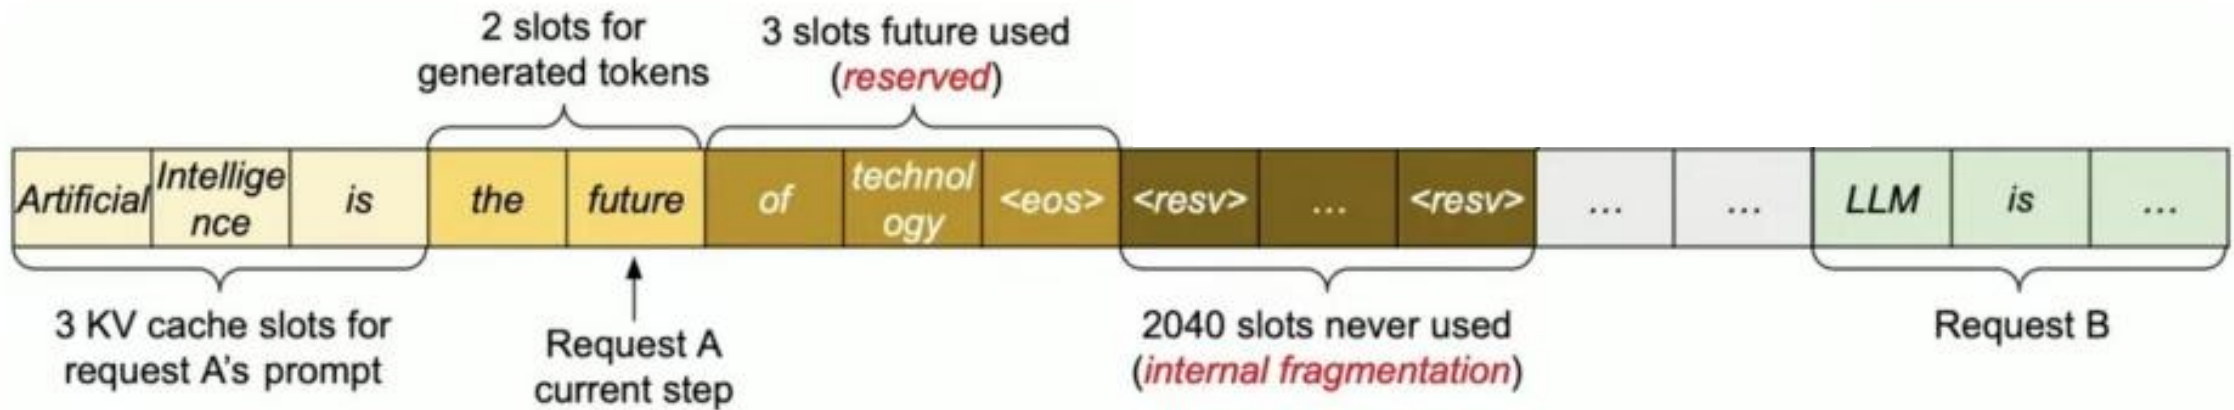 2 slots for
generated tokens
3 slots future used
(reserved)
Artificial
Intellige
nce
is
the
future
of
technol
ogy
<eos>
<resv>
...
<resv>
...
...
LLM
is
...
3 KV cache slots for
request A's prompt
Request A
current step
2040 slots never used
(internal fragmentation)
Request B